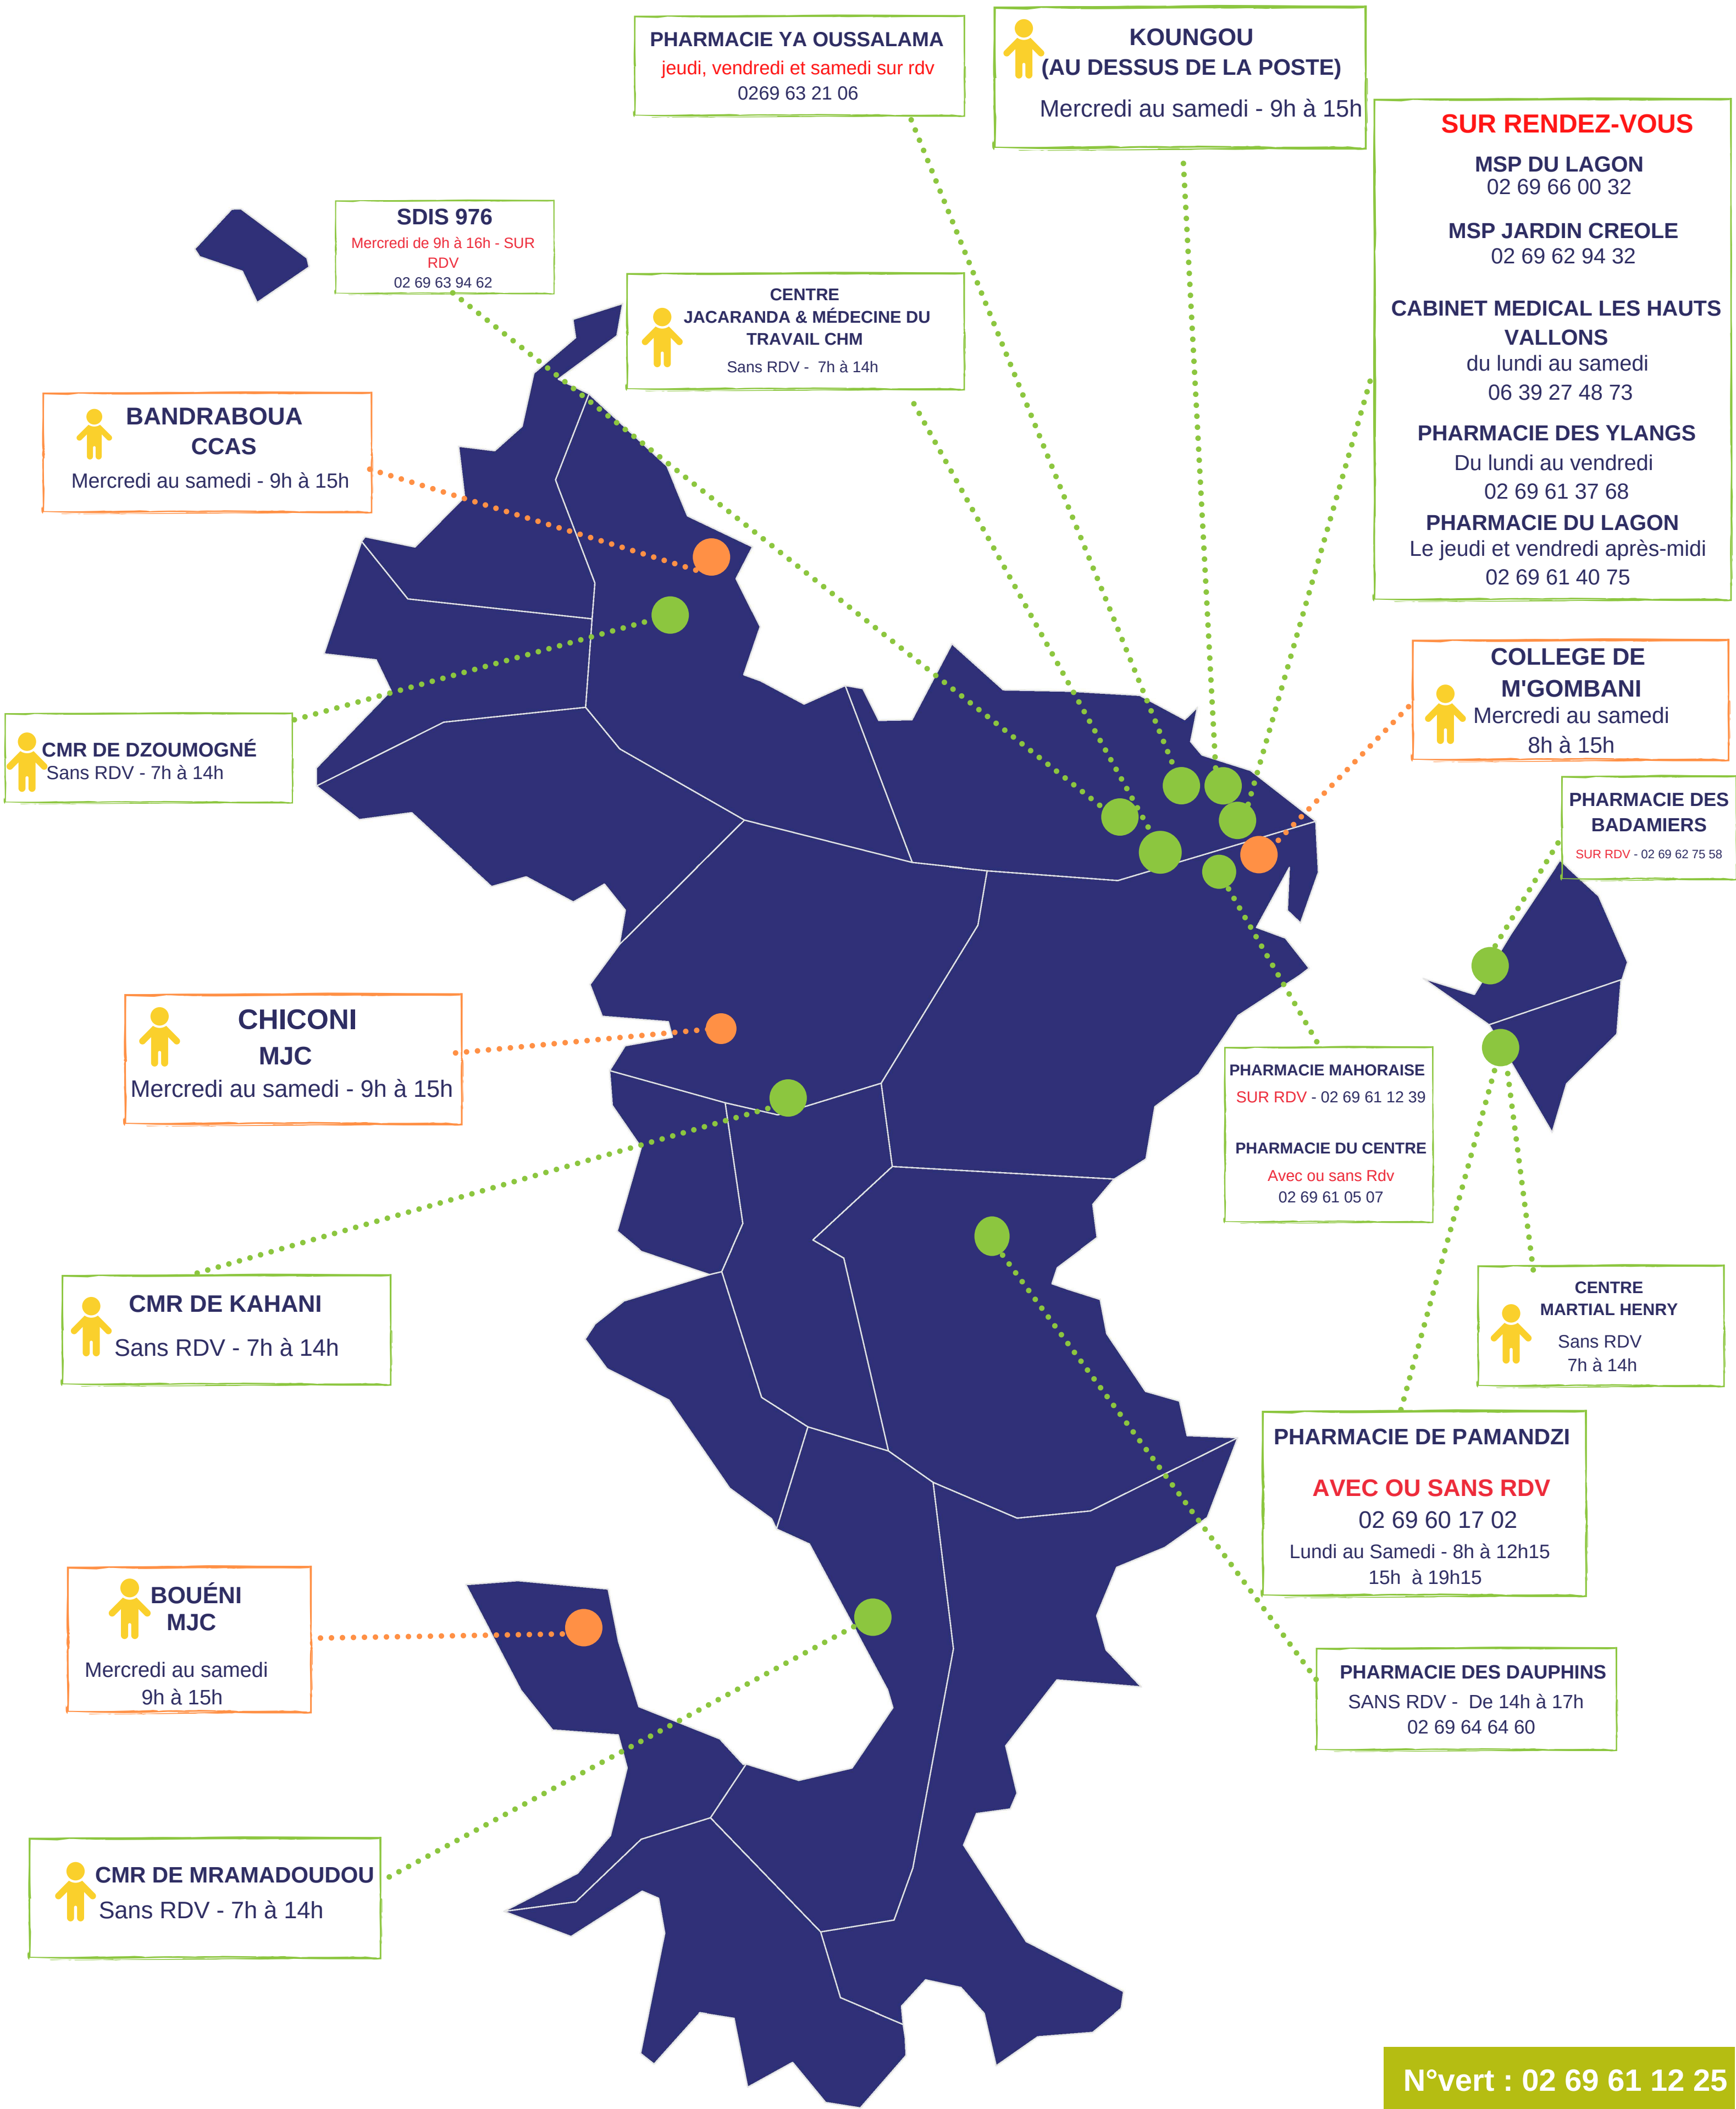 PHARMACIE YA OUSSALAMA
jeudi, vendredi et samedi sur rdv
0269 63 21 06
KOUNGOU
(AU DESSUS DE LA POSTE)
Mercredi au samedi - 9h à 15h
SUR RENDEZ-VOUS
MSP DU LAGON
02 69 66 00 32
MSP JARDIN CREOLE
02 69 62 94 32
CABINET MEDICAL LES HAUTS
VALLONS
du lundi au samedi
06 39 27 48 73
PHARMACIE DES YLANGS
Du lundi au vendredi
02 69 61 37 68
PHARMACIE DU LAGON
Le jeudi et vendredi après-midi
02 69 61 40 75
SDIS 976
Mercredi de 9h à 16h - SUR
RDV
02 69 63 94 62
CENTRE
JACARANDA & MÉDECINE DU
TRAVAIL CHM
Sans RDV - 7h à 14h
BANDRABOUA
CCAS
Mercredi au samedi - 9h à 15h
COLLEGE DE
M'GOMBANI
Mercredi au samedi
8h à 15h
CMR DE DZOUMOGNÉ
Sans RDV - 7h à 14h
PHARMACIE DES
BADAMIERS
SUR RDV - 02 69 62 75 58
CHICONI
MJC
Mercredi au samedi - 9h à 15h
PHARMACIE MAHORAISE
SUR RDV - 02 69 61 12 39
PHARMACIE DU CENTRE
Avec ou sans Rdv
02 69 61 05 07
CMR DE KAHANI
Sans RDV - 7h à 14h
CENTRE
MARTIAL HENRY
Sans RDV
7h à 14h
PHARMACIE DE PAMANDZI
AVEC OU SANS RDV
02 69 60 17 02
Lundi au Samedi - 8h à 12h15
15h à 19h15
BOUÉNI
MJC
Mercredi au samedi
9h à 15h
PHARMACIE DES DAUPHINS
SANS RDV - De 14h à 17h
02 69 64 64 60
CMR DE MRAMADOUDOU
Sans RDV - 7h à 14h
N°vert : 02 69 61 12 25